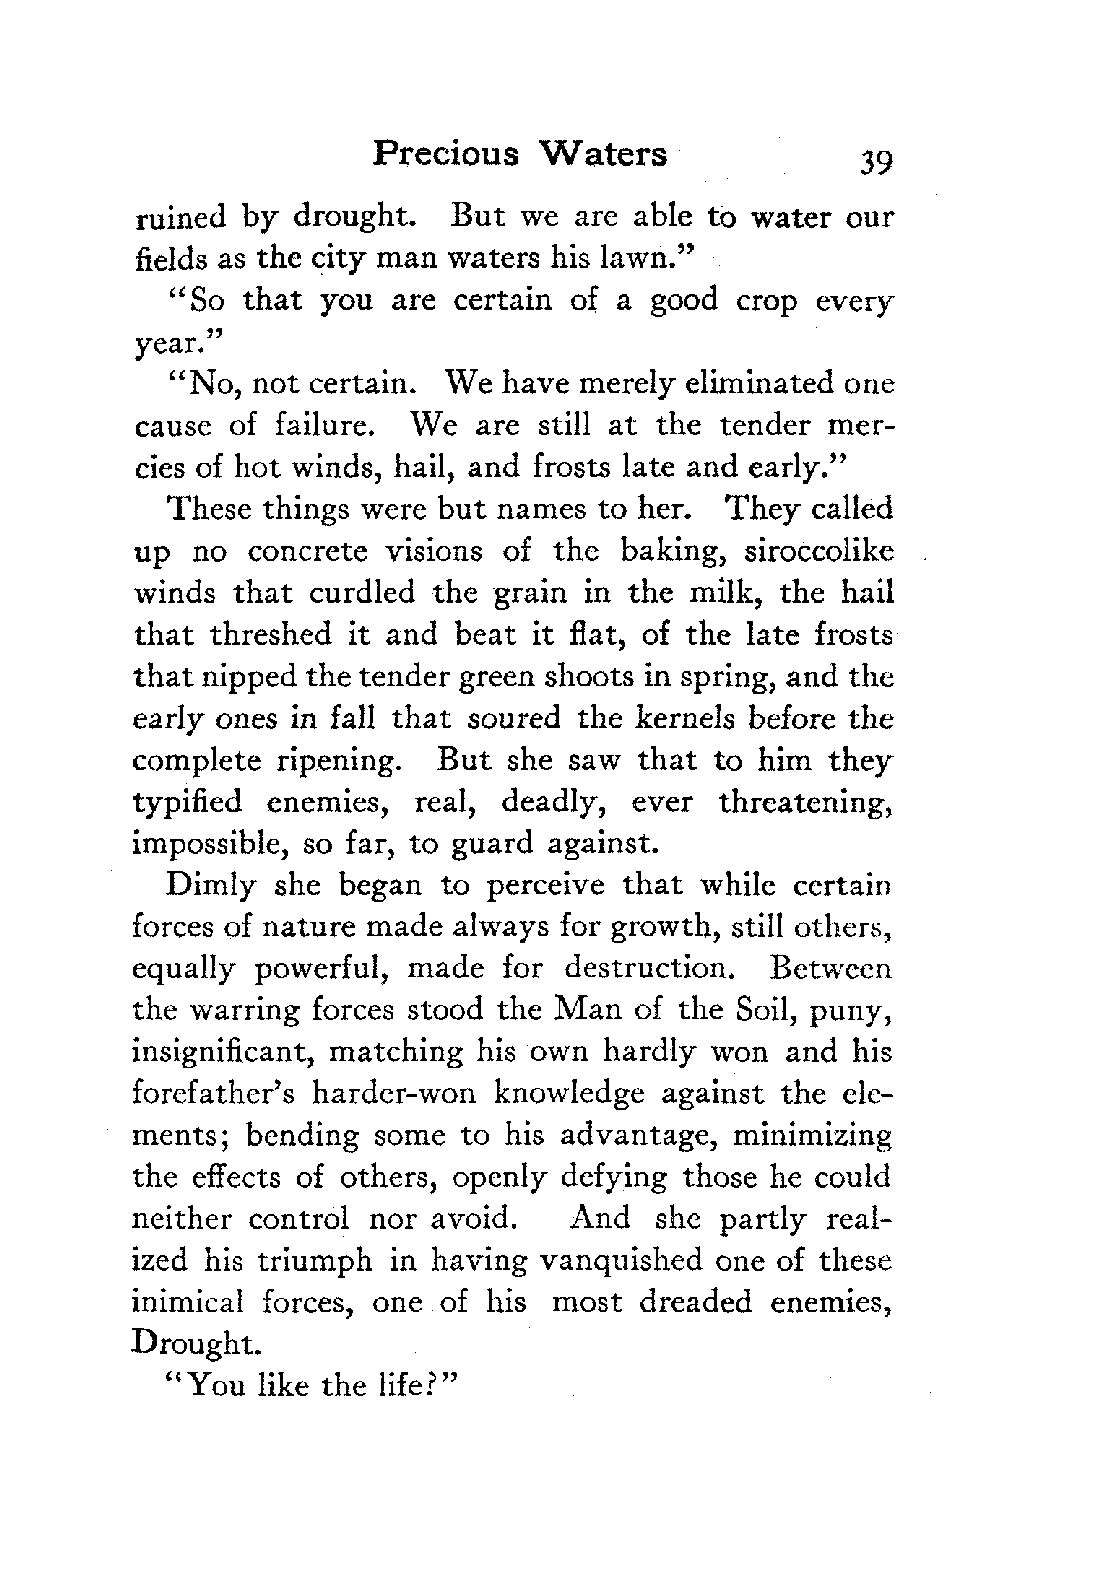 Precious Waters 39
ruined by drought. But we are able to water our
fields as the city man waters his lawn."
"So that you are certain of a good crop every
year."
"No, not certain. We have merely eliminated one
cause of failure. We are still at the tender mer-
cies of hot winds, hail, and frosts late and early."
These things were but names to her. They called
up no concrete visions of the baking, siroccolike
winds that curdled the grain in the milk, the hail
that threshed it and beat it flat, of the late frosts
that nipped the tender green shoots in spring, and the
early ones in fall that soured the kernels before the
complete ripening. But she saw that to him they
typified enemies, real, deadly, ever threatening,
impossible, so far, to guard against.
Dimly she began to perceive that while certain
forces of nature made always for growth, still others,
equally powerful, made for destruction. Between
the warring forces stood the Man of the Soil, puny,
insignificant, matching his own hardly won and his
forefather's harder-won knowledge against the ele-
ments; bending some to his advantage, minimizing
the effects of others, openly defying those he could
neither control nor avoid. And she partly real-
ized his triumph in having vanquished one of these
inimical forces, one of his most dreaded enemies,
Drought.
"You like the life?"